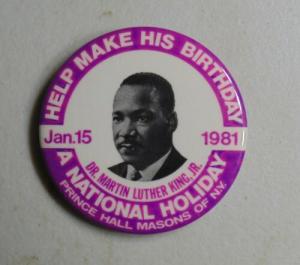 HELP MAKE HIS BIRTHDAY
Jan.15 1981
DR. MARTIN LUTHER KING, JR.
A NATIONAL HOLIDAY
PRINCE HALL MASONS OF N.Y.